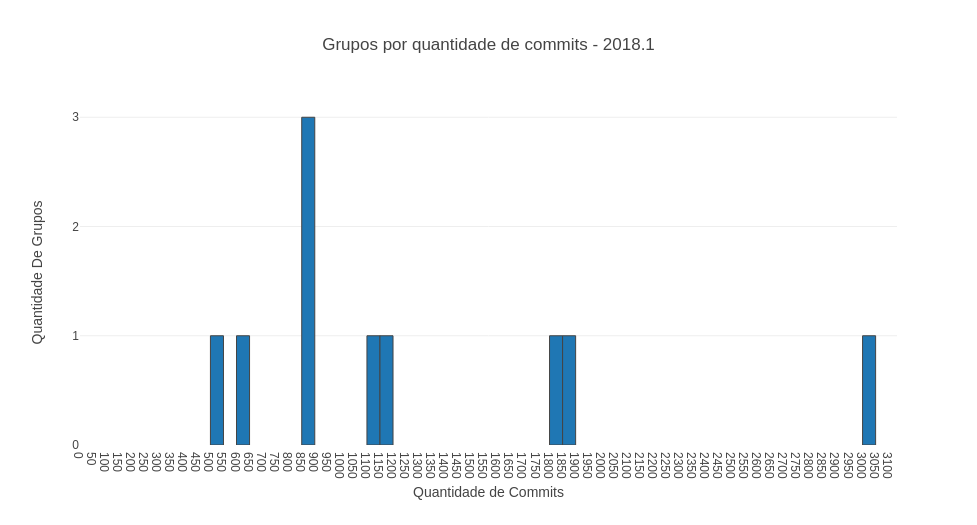 Grupos por quantidade de commits - 2018.1
3
2
1
0
Quantidade De Grupos
0 50 100 150 200 250 300 350 400 450 500 550 600 650 700 750 800 850 900 950 1000 1050 1100 1150 1200 1250 1300 1350 1400 1450 1500 1550 1600 1650 1700 1750 1800 1850 1900 1950 2000 2050 2100 2150 2200 2250 2300 2350 2400 2450 2500 2550 2600 2650 2700 2750 2800 2850 2900 2950 3000 3050 3100
Quantidade de Commits